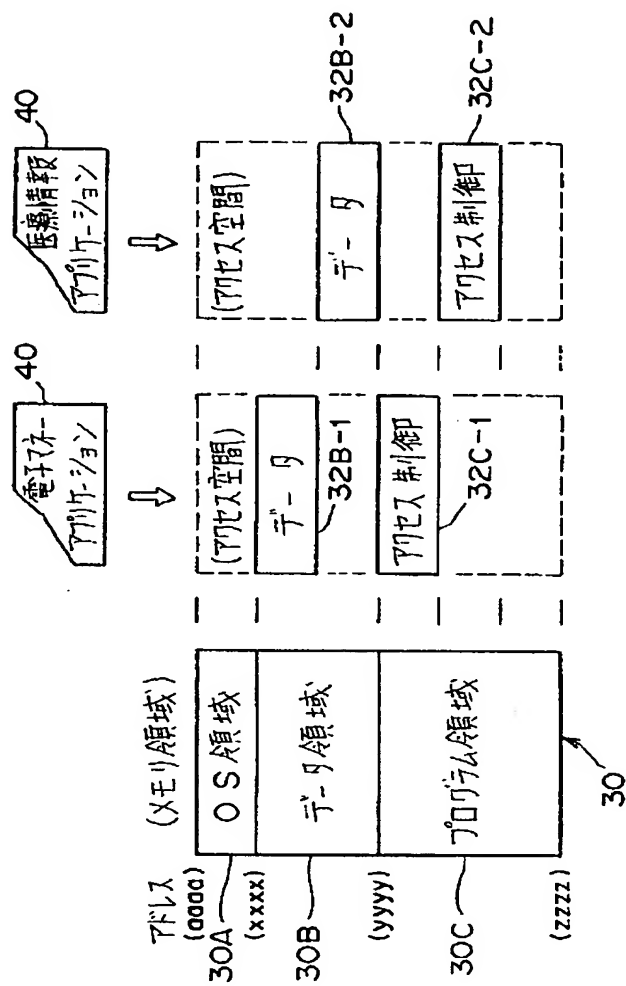 電子マネー
アプリケーション
40
医療情報
アプリケーション
40
アドレス
(メモリ領域)
(アクセス空間)
(アクセス空間)
(aaaa)
30A
OS領域
(xxxx)
30B
データ領域
データ
32B-1
データ
32B-2
(yyyy)
30C
プログラム領域
アクセス制御
32C-1
アクセス制御
32C-2
(zzzz)
30